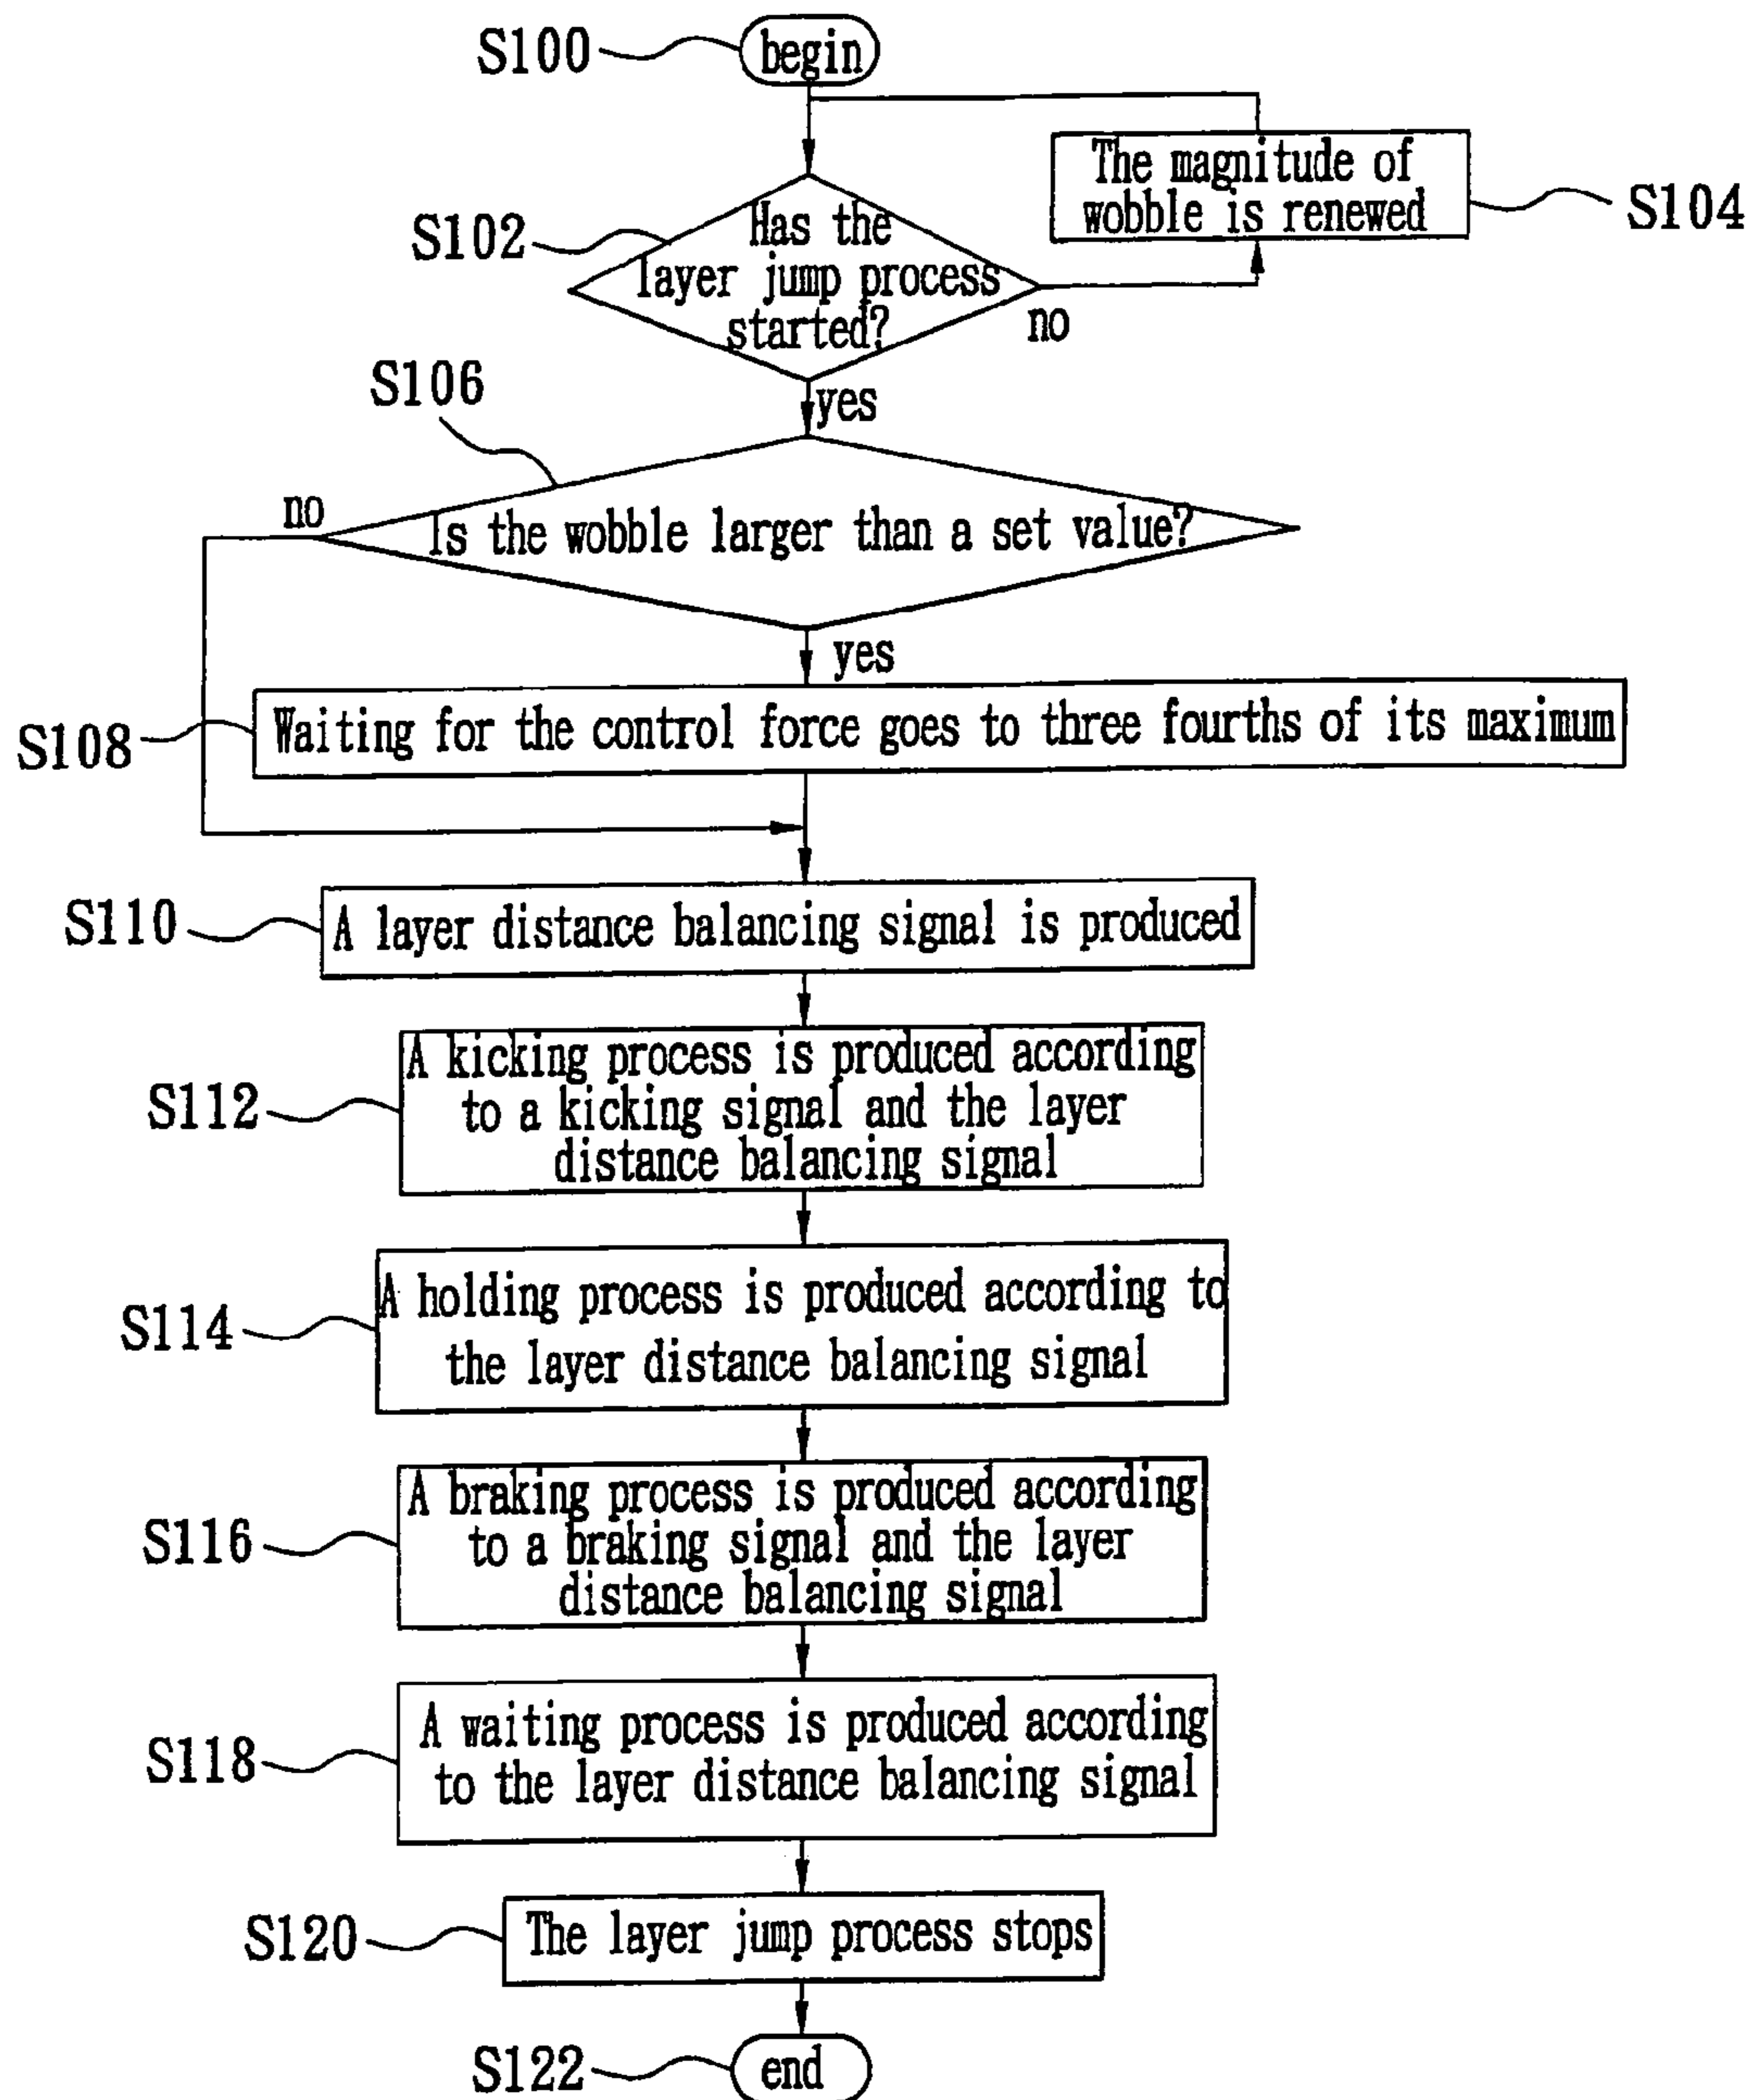 S100
begin
The magnitude of
wobble is renewed
S104
S102
Has the
layer jump process
started?
no
yes
S106
no
Is the wobble larger than a set value?
yes
S108
Waiting for the control force goes to three fourths of its maximum
S110
A layer distance balancing signal is produced
S112
A kicking process is produced according
to a kicking signal and the layer
distance balancing signal
S114
A holding process is produced according to
the layer distance balancing signal
S116
A braking process is produced according
to a braking signal and the layer
distance balancing signal
S118
A waiting process is produced according
to the layer distance balancing signal
S120
The layer jump process stops
S122
end